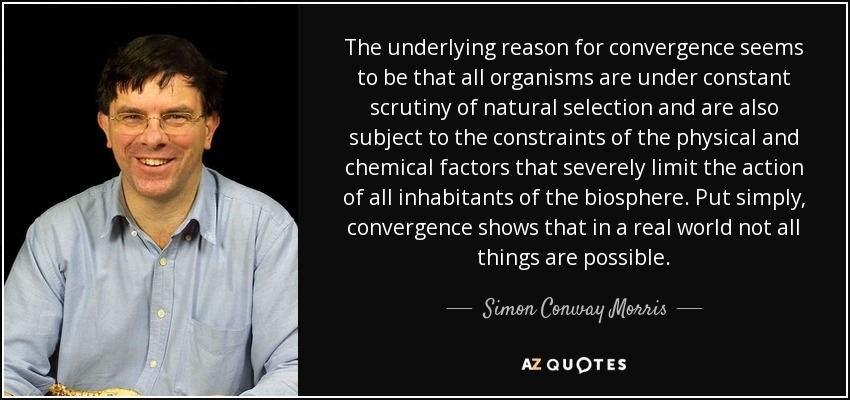 The underlying reason for convergence seems
to be that all organisms are under constant
scrutiny of natural selection and are also
subject to the constraints of the physical and
chemical factors that severely limit the action
of all inhabitants of the biosphere. Put simply,
convergence shows that in a real world not all
things are possible.
Simon Conway Morris
AZ QUOTES